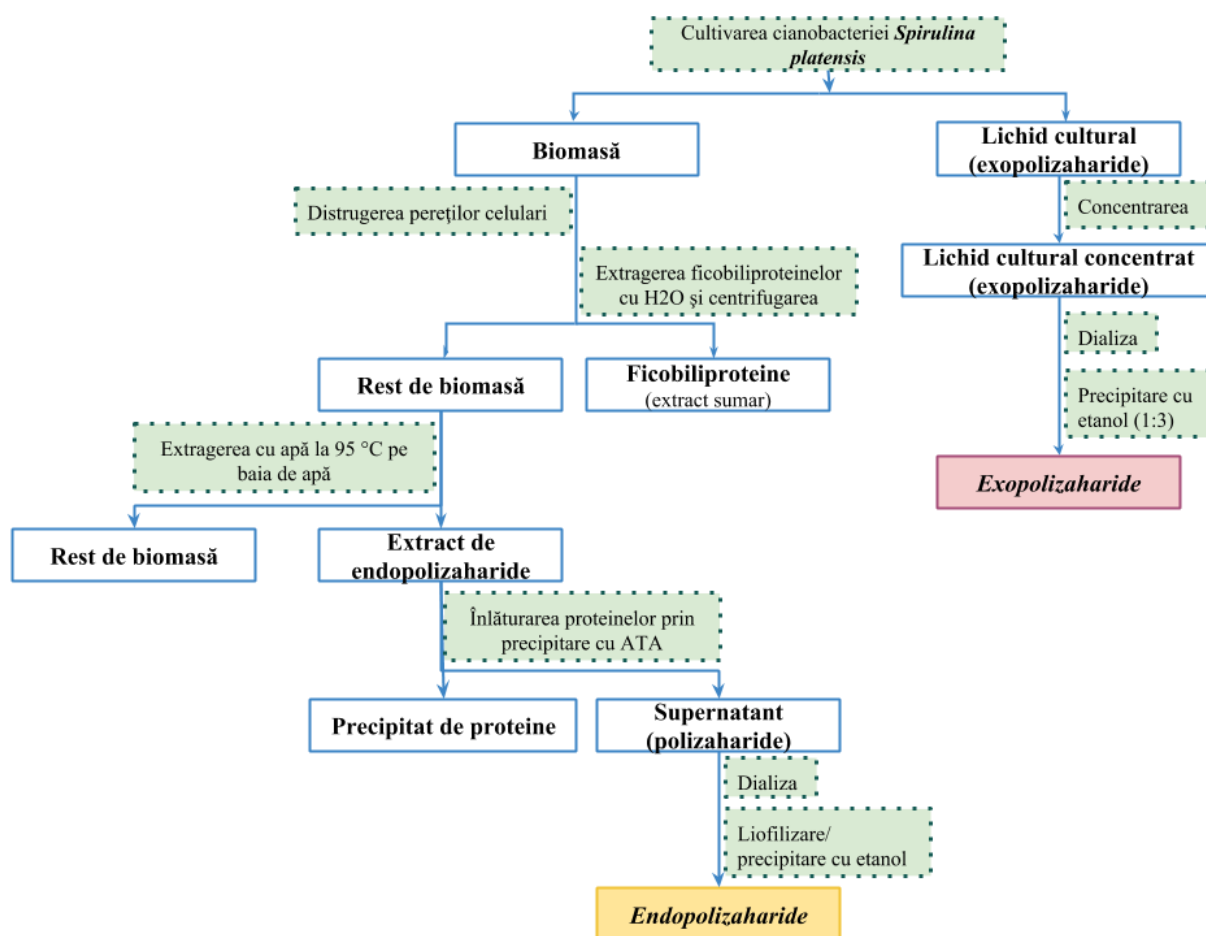 Cultivarea cianobacteriei Spirulina
platensis
Biomasă
Lichid cultural
(exopolizaharide)
Distrugerea pereților celulari
Concentrarea
Extragerea ficobiliproteinelor
cu H2O și centrifugarea
Lichid cultural concentrat
(exopolizaharide)
Dializa
Rest de biomasă
Ficobiliproteine
(extract sumar)
Precipitare cu
etanol (1:3)
Extragerea cu apă la 95 °C pe
baia de apă
Exopolizaharide
Rest de biomasă
Extract de
endopolizaharide
Înlăturarea proteinelor prin
precipitare cu ATA
Precipitat de proteine
Supernatant
(polizaharide)
Dializa
Liofilizare/
precipitare cu etanol
Endopolizaharide